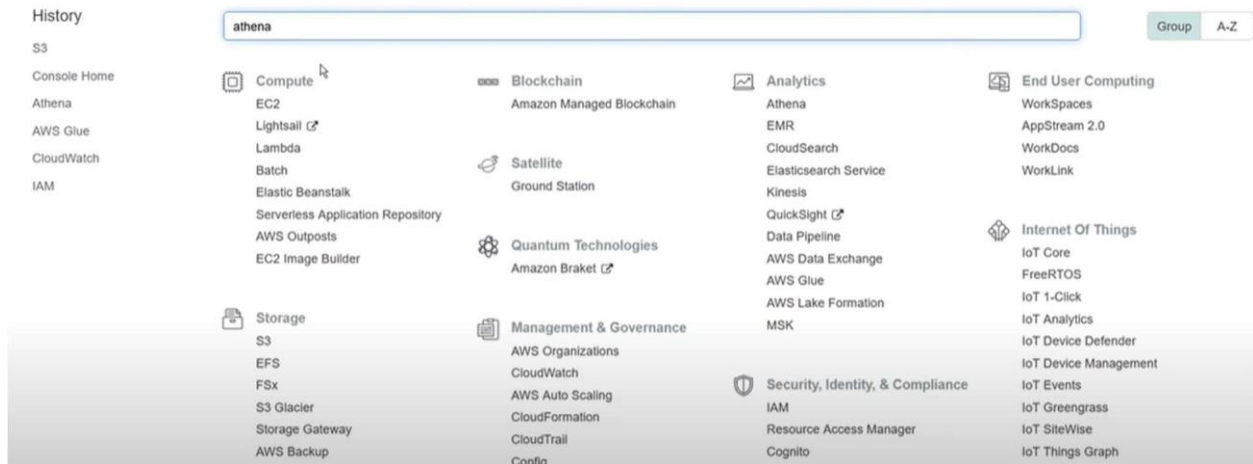 History
S3
Console Home
Athena
AWS Glue
CloudWatch
IAM
athena
Group
A-Z
Compute
EC2
Lightsail
Lambda
Batch
Elastic Beanstalk
Serverless Application Repository
AWS Outposts
EC2 Image Builder
Storage
S3
EFS
FSx
S3 Glacier
Storage Gateway
AWS Backup
Blockchain
Amazon Managed Blockchain
Satellite
Ground Station
Quantum Technologies
Amazon Braket
Management & Governance
AWS Organizations
CloudWatch
AWS Auto Scaling
CloudFormation
CloudTrail
Config
Analytics
Athena
EMR
CloudSearch
Elasticsearch Service
Kinesis
QuickSight
Data Pipeline
AWS Data Exchange
AWS Glue
AWS Lake Formation
MSK
Security, Identity, & Compliance
IAM
Resource Access Manager
Cognito
End User Computing
WorkSpaces
AppStream 2.0
WorkDocs
WorkLink
Internet Of Things
IoT Core
FreeRTOS
IoT 1-Click
IoT Analytics
IoT Device Defender
IoT Device Management
IoT Events
IoT Greengrass
IoT SiteWise
IoT Things Graph